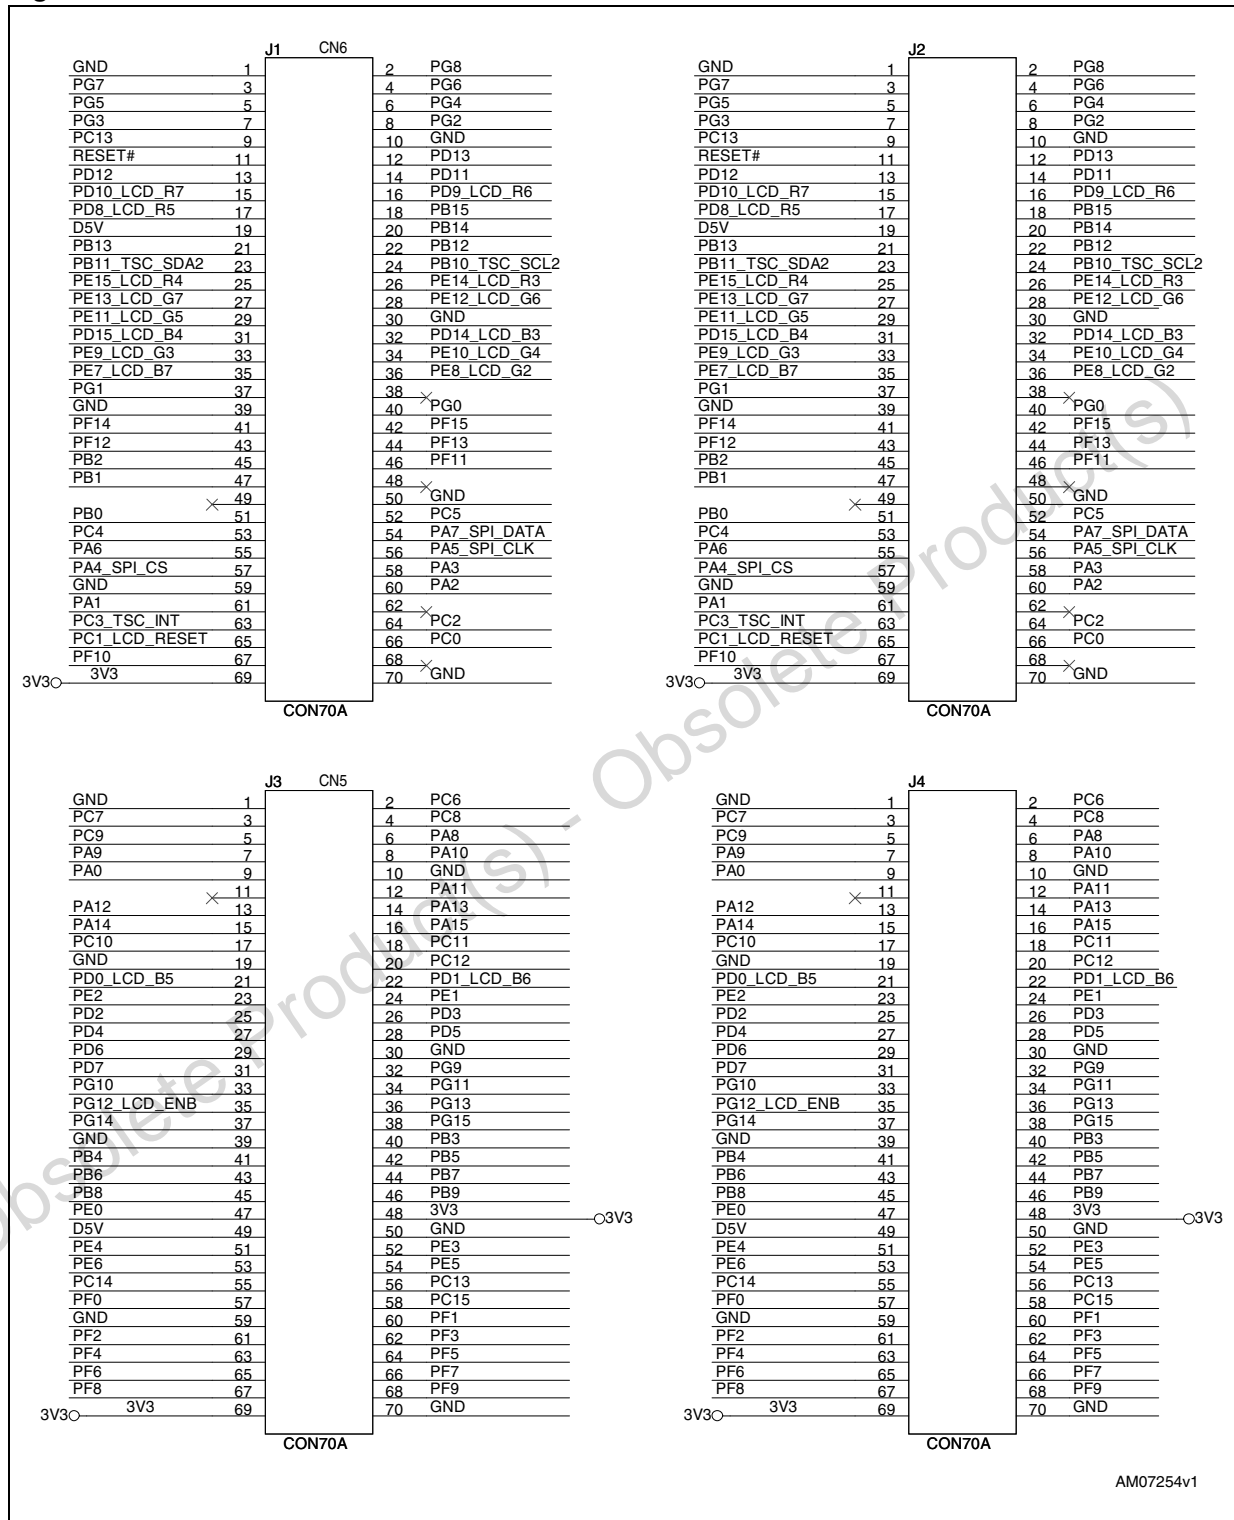 J1 CN6
GND 1 2 PG8
PG7 3 4 PG6
PG5 5 6 PG4
PG3 7 8 PG2
PC13 9 10 GND
RESET# 11 12 PD13
PD12 13 14 PD11
PD10_LCD_R7 15 16 PD9_LCD_R6
PD8_LCD_R5 17 18 PB15
D5V 19 20 PB14
PB13 21 22 PB12
PB11_TSC_SDA2 23 24 PB10_TSC_SCL2
PE15_LCD_R4 25 26 PE14_LCD_R3
PE13_LCD_G7 27 28 PE12_LCD_G6
PE11_LCD_G5 29 30 GND
PD15_LCD_B4 31 32 PD14_LCD_B3
PE9_LCD_G3 33 34 PE10_LCD_G4
PE7_LCD_B7 35 36 PE8_LCD_G2
PG1 37 38
GND 39 40 PG0
PF14 41 42 PF15
PF12 43 44 PF13
PB2 45 46 PF11
PB1 47 48
49 50 GND
PB0 51 52 PC5
PC4 53 54 PA7_SPI_DATA
PA6 55 56 PA5_SPI_CLK
PA4_SPI_CS 57 58 PA3
GND 59 60 PA2
PA1 61 62
PC3_TSC_INT 63 64 PC2
PC1_LCD_RESET 65 66 PC0
PF10 67 68
3V3 3V3 69 70 GND
CON70A
J2
GND 1 2 PG8
PG7 3 4 PG6
PG5 5 6 PG4
PG3 7 8 PG2
PC13 9 10 GND
RESET# 11 12 PD13
PD12 13 14 PD11
PD10_LCD_R7 15 16 PD9_LCD_R6
PD8_LCD_R5 17 18 PB15
D5V 19 20 PB14
PB13 21 22 PB12
PB11_TSC_SDA2 23 24 PB10_TSC_SCL2
PE15_LCD_R4 25 26 PE14_LCD_R3
PE13_LCD_G7 27 28 PE12_LCD_G6
PE11_LCD_G5 29 30 GND
PD15_LCD_B4 31 32 PD14_LCD_B3
PE9_LCD_G3 33 34 PE10_LCD_G4
PE7_LCD_B7 35 36 PE8_LCD_G2
PG1 37 38
GND 39 40 PG0
PF14 41 42 PF15
PF12 43 44 PF13
PB2 45 46 PF11
PB1 47 48
49 50 GND
PB0 51 52 PC5
PC4 53 54 PA7_SPI_DATA
PA6 55 56 PA5_SPI_CLK
PA4_SPI_CS 57 58 PA3
GND 59 60 PA2
PA1 61 62
PC3_TSC_INT 63 64 PC2
PC1_LCD_RESET 65 66 PC0
PF10 67 68
3V3 3V3 69 70 GND
CON70A
J3 CN5
GND 1 2 PC6
PC7 3 4 PC8
PC9 5 6 PA8
PA9 7 8 PA10
PA0 9 10 GND
11 12 PA11
PA12 13 14 PA13
PA14 15 16 PA15
PC10 17 18 PC11
GND 19 20 PC12
PD0_LCD_B5 21 22 PD1_LCD_B6
PE2 23 24 PE1
PD2 25 26 PD3
PD4 27 28 PD5
PD6 29 30 GND
PD7 31 32 PG9
PG10 33 34 PG11
PG12_LCD_ENB 35 36 PG13
PG14 37 38 PG15
GND 39 40 PB3
PB4 41 42 PB5
PB6 43 44 PB7
PB8 45 46 PB9
PE0 47 48 3V3 3V3
D5V 49 50 GND
PE4 51 52 PE3
PE6 53 54 PE5
PC14 55 56 PC13
PF0 57 58 PC15
GND 59 60 PF1
PF2 61 62 PF3
PF4 63 64 PF5
PF6 65 66 PF7
PF8 67 68 PF9
3V3 3V3 69 70 GND
CON70A
J4
GND 1 2 PC6
PC7 3 4 PC8
PC9 5 6 PA8
PA9 7 8 PA10
PA0 9 10 GND
11 12 PA11
PA12 13 14 PA13
PA14 15 16 PA15
PC10 17 18 PC11
GND 19 20 PC12
PD0_LCD_B5 21 22 PD1_LCD_B6
PE2 23 24 PE1
PD2 25 26 PD3
PD4 27 28 PD5
PD6 29 30 GND
PD7 31 32 PG9
PG10 33 34 PG11
PG12_LCD_ENB 35 36 PG13
PG14 37 38 PG15
GND 39 40 PB3
PB4 41 42 PB5
PB6 43 44 PB7
PB8 45 46 PB9
PE0 47 48 3V3 3V3
D5V 49 50 GND
PE4 51 52 PE3
PE6 53 54 PE5
PC14 55 56 PC13
PF0 57 58 PC15
GND 59 60 PF1
PF2 61 62 PF3
PF4 63 64 PF5
PF6 65 66 PF7
PF8 67 68 PF9
3V3 3V3 69 70 GND
CON70A
AM07254v1
Obsolete Product(s) - Obsolete Product(s)